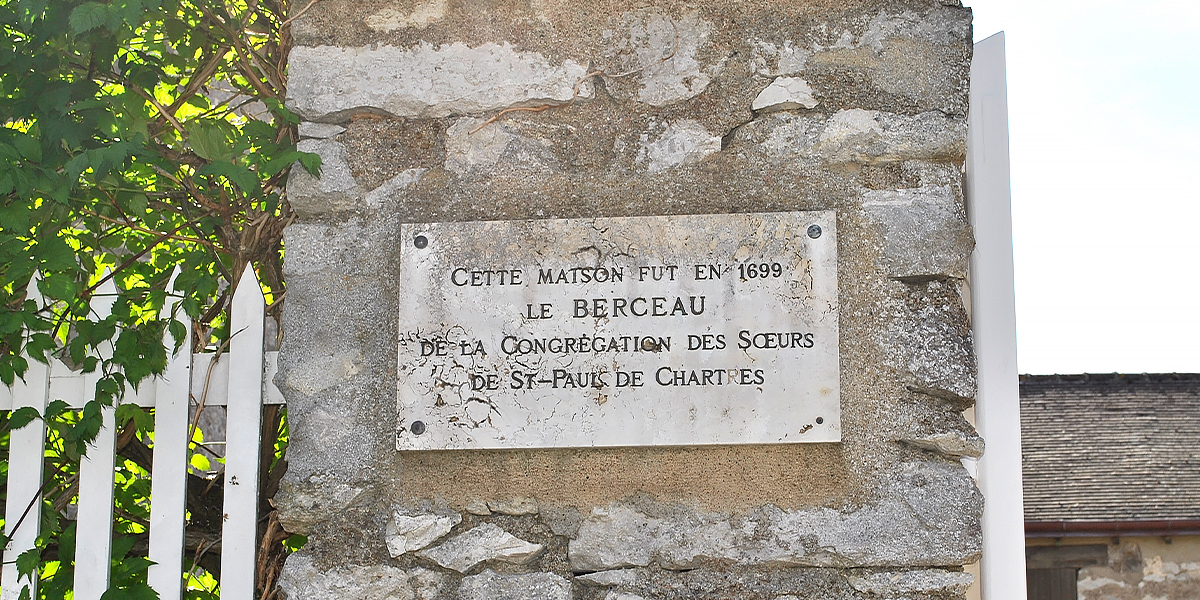 CETTE MAISON FUT EN 1699
LE BERCEAU
DE LA CONGRÉGATION DES SŒURS
DE ST-PAUL DE CHARTRES